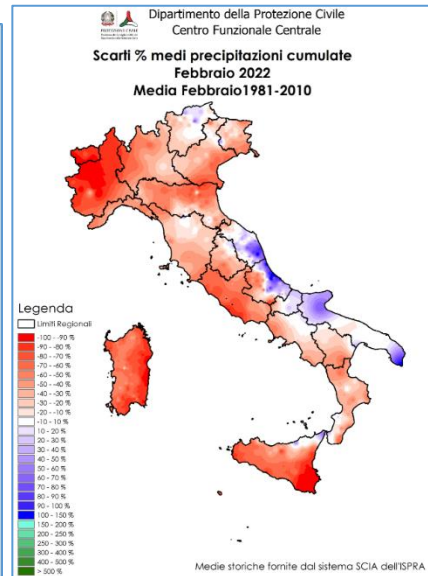 Dipartimento della Protezione Civile
Centro Funzionale Centrale
Scarti % medi precipitazioni cumulate
Febbraio 2022
Media Febbraio1981-2010
Legenda
Limiti Regionali
-100 - -90 %
-90 - -80 %
-80 - -70 %
-70 - -60 %
-60 - -50 %
-50 - -40 %
-40 - -30 %
-30 - -20 %
-20 - -10 %
-10 - 10 %
10 - 20 %
20 - 30 %
30 - 40 %
40 - 50 %
50 - 60 %
60 - 70 %
70 - 80 %
80 - 90 %
90 - 100 %
100 - 150 %
150 - 200 %
200 - 250 %
250 - 300 %
300 - 400 %
400 - 500 %
> 500 %
Medie storiche fornite dal sistema SCIA dell'ISPRA